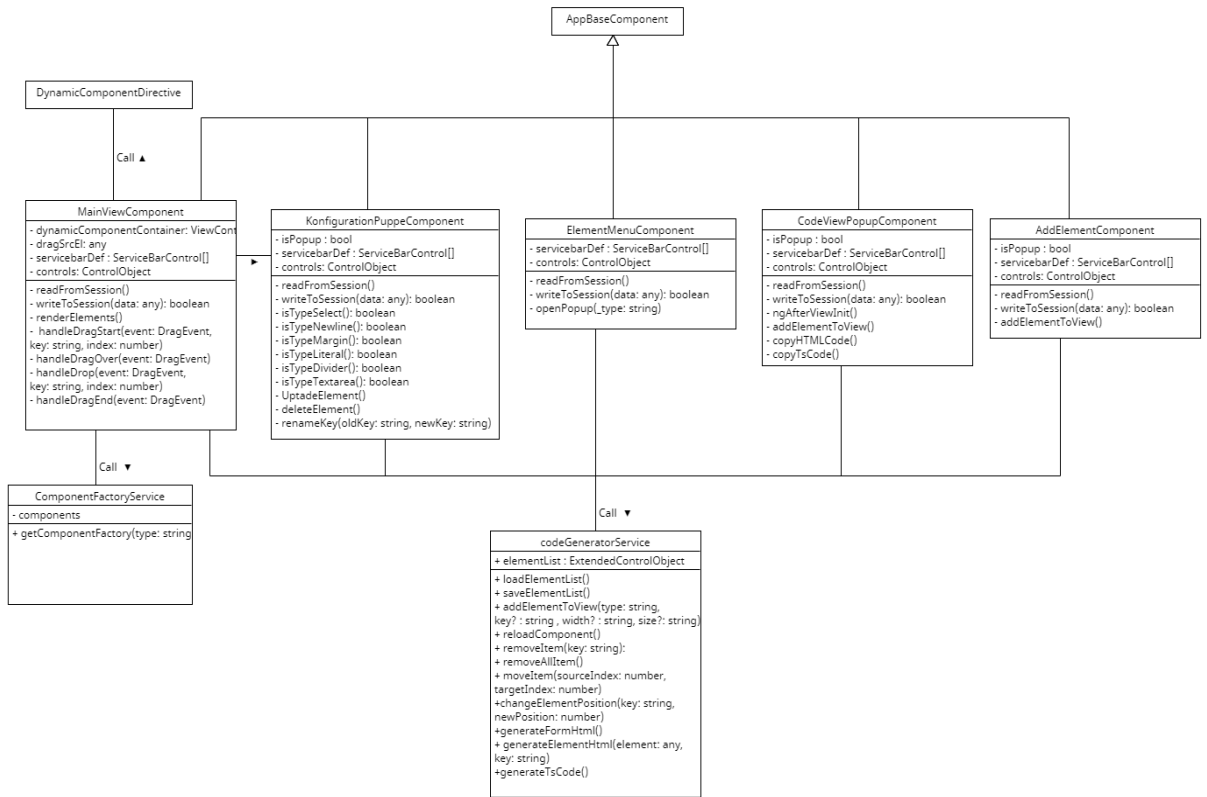 AppBaseComponent
DynamicComponentDirective
Call ▲
MainViewComponent
- dynamicComponentContainer: ViewCont
- dragSrcEl: any
- servicebarDef : ServiceBarControl[]
- controls: ControlObject
- readFromSession()
- writeToSession(data: any): boolean
- renderElements()
- handleDragStart(event: DragEvent,
key: string, index: number)
- handleDragOver(event: DragEvent)
- handleDrop(event: DragEvent,
key: string, index: number)
- handleDragEnd(event: DragEvent)
KonfigurationPuppeComponent
- isPopup : bool
- servicebarDef : ServiceBarControl[]
- controls: ControlObject
- readFromSession()
- writeToSession(data: any): boolean
- isTypeSelect(): boolean
- isTypeNewline(): boolean
- isTypeMargin(): boolean
- isTypeLiteral(): boolean
- isTypeDivider(): boolean
- isTypeTextarea(): boolean
- UptadeElement()
- deleteElement()
- renameKey(oldKey: string, newKey: string)
ElementMenuComponent
- servicebarDef : ServiceBarControl[]
- controls: ControlObject
- readFromSession()
- writeToSession(data: any): boolean
- openPopup(_type: string)
CodeViewPopupComponent
- isPopup : bool
- servicebarDef : ServiceBarControl[]
- controls: ControlObject
- readFromSession()
- writeToSession(data: any): boolean
- ngAfterViewInit()
- addElementToView()
- copyHTMLCode()
- copyTsCode()
AddElementComponent
- isPopup : bool
- servicebarDef : ServiceBarControl[]
- controls: ControlObject
- readFromSession()
- writeToSession(data: any): boolean
- addElementToView()
Call ▼
ComponentFactoryService
- components
+ getComponentFactory(type: string
Call ▼
codeGeneratorService
+ elementList : ExtendedControlObject
+ loadElementList()
+ saveElementList()
+ addElementToView(type: string,
key? : string , width? : string, size?: string)
+ reloadComponent()
+ removeItem(key: string):
+ removeAllItem()
+ moveItem(sourceIndex: number,
targetIndex: number)
+changeElementPosition(key: string,
newPosition: number)
+generateFormHtml()
+ generateElementHtml(element: any,
key: string)
+generateTsCode()